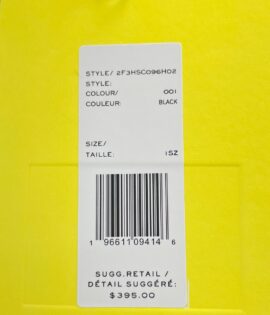 STYLE/ 2F3HSC096H02
STYLE:
COLOUR/ 001
COULEUR: BLACK
SIZE/
TAILLE: 1SZ
1 96611 09414 6
SUGG.RETAIL /
DÉTAIL SUGGÉRÉ:
$395.00